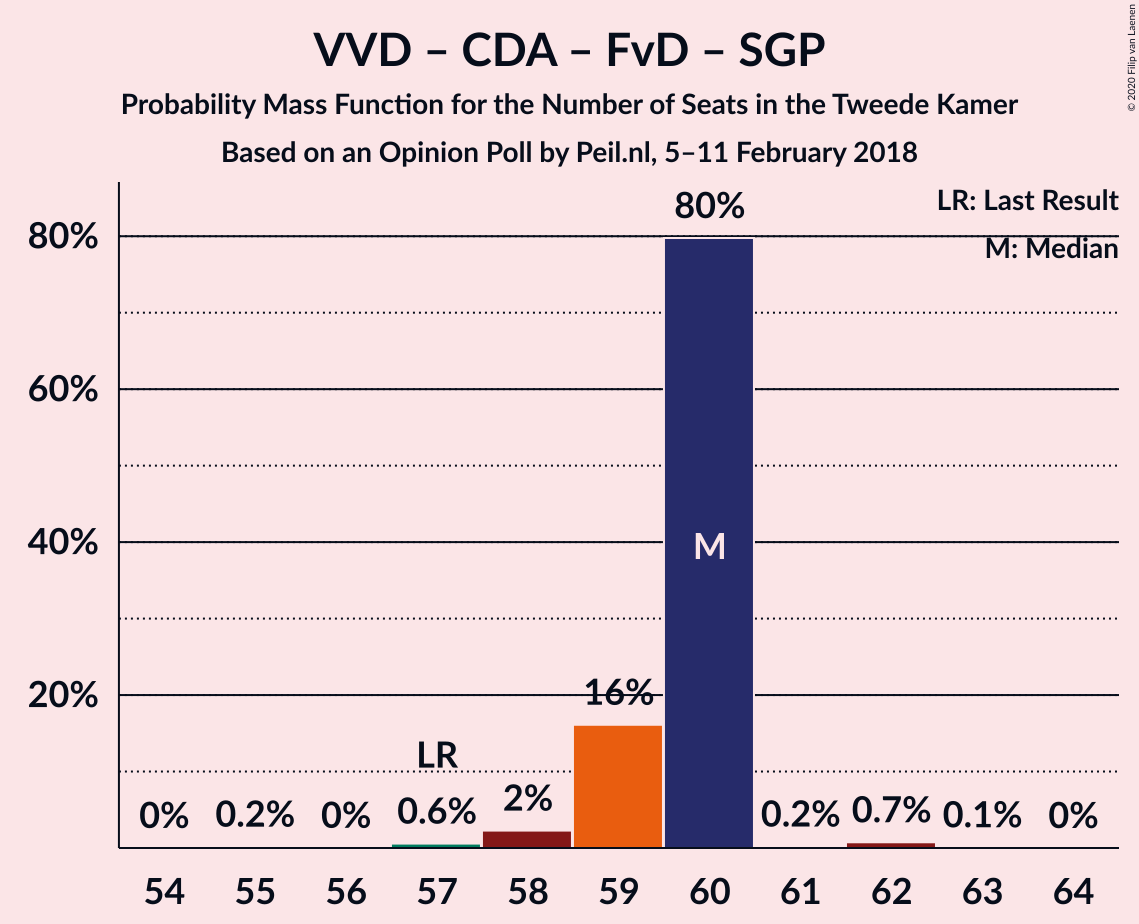 VVD – CDA – FvD – SGP
Probability Mass Function for the Number of Seats in the Tweede Kamer
Based on an Opinion Poll by Peil.nl, 5–11 February 2018
© 2020 Filip van Laenen
LR: Last Result
M: Median
80%
60%
40%
20%
0%
0.2%
0%
0.6%
LR
2%
16%
80%
M
0.2%
0.7%
0.1%
0%
54 55 56 57 58 59 60 61 62 63 64